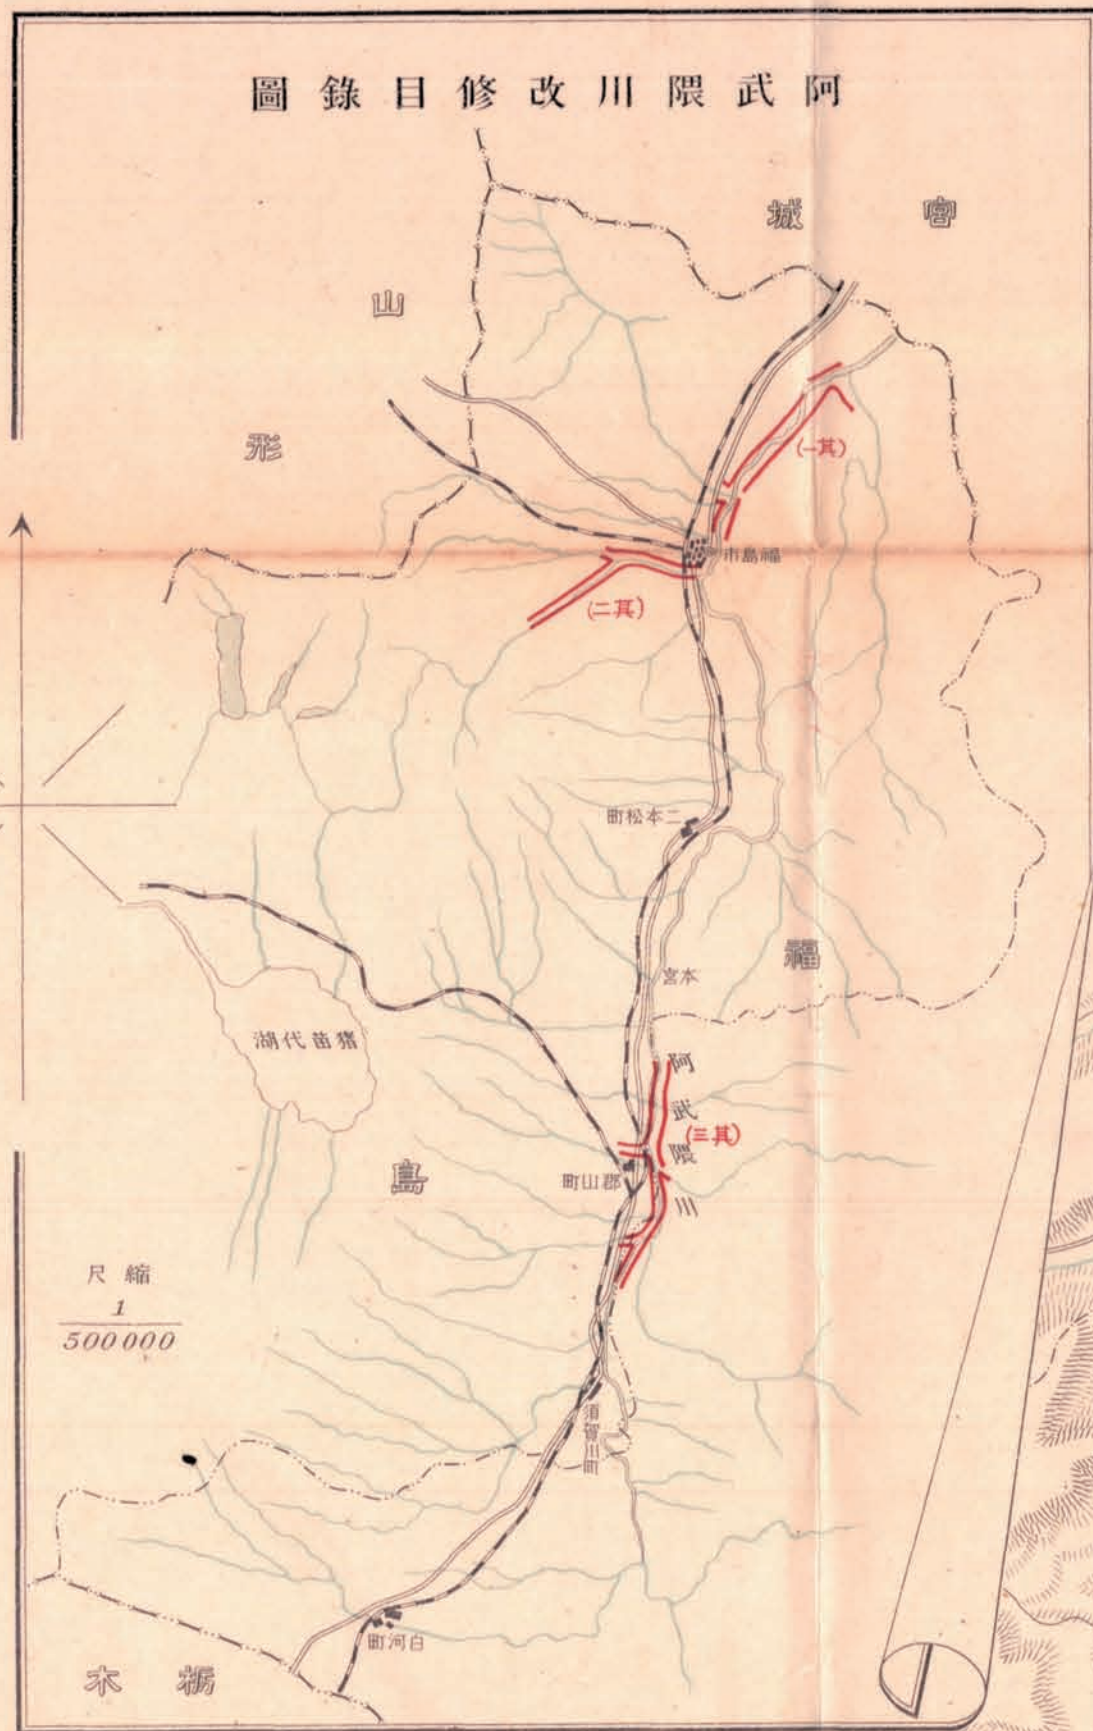 阿武隈川改修目錄圖
宮城
山形
(其一)
福島市
(其二)
二本松町
福島
本宮
猪苗代湖
阿武隈川
(其三)
郡山町
縮尺
1
500000
須賀川町
白河町
栃木